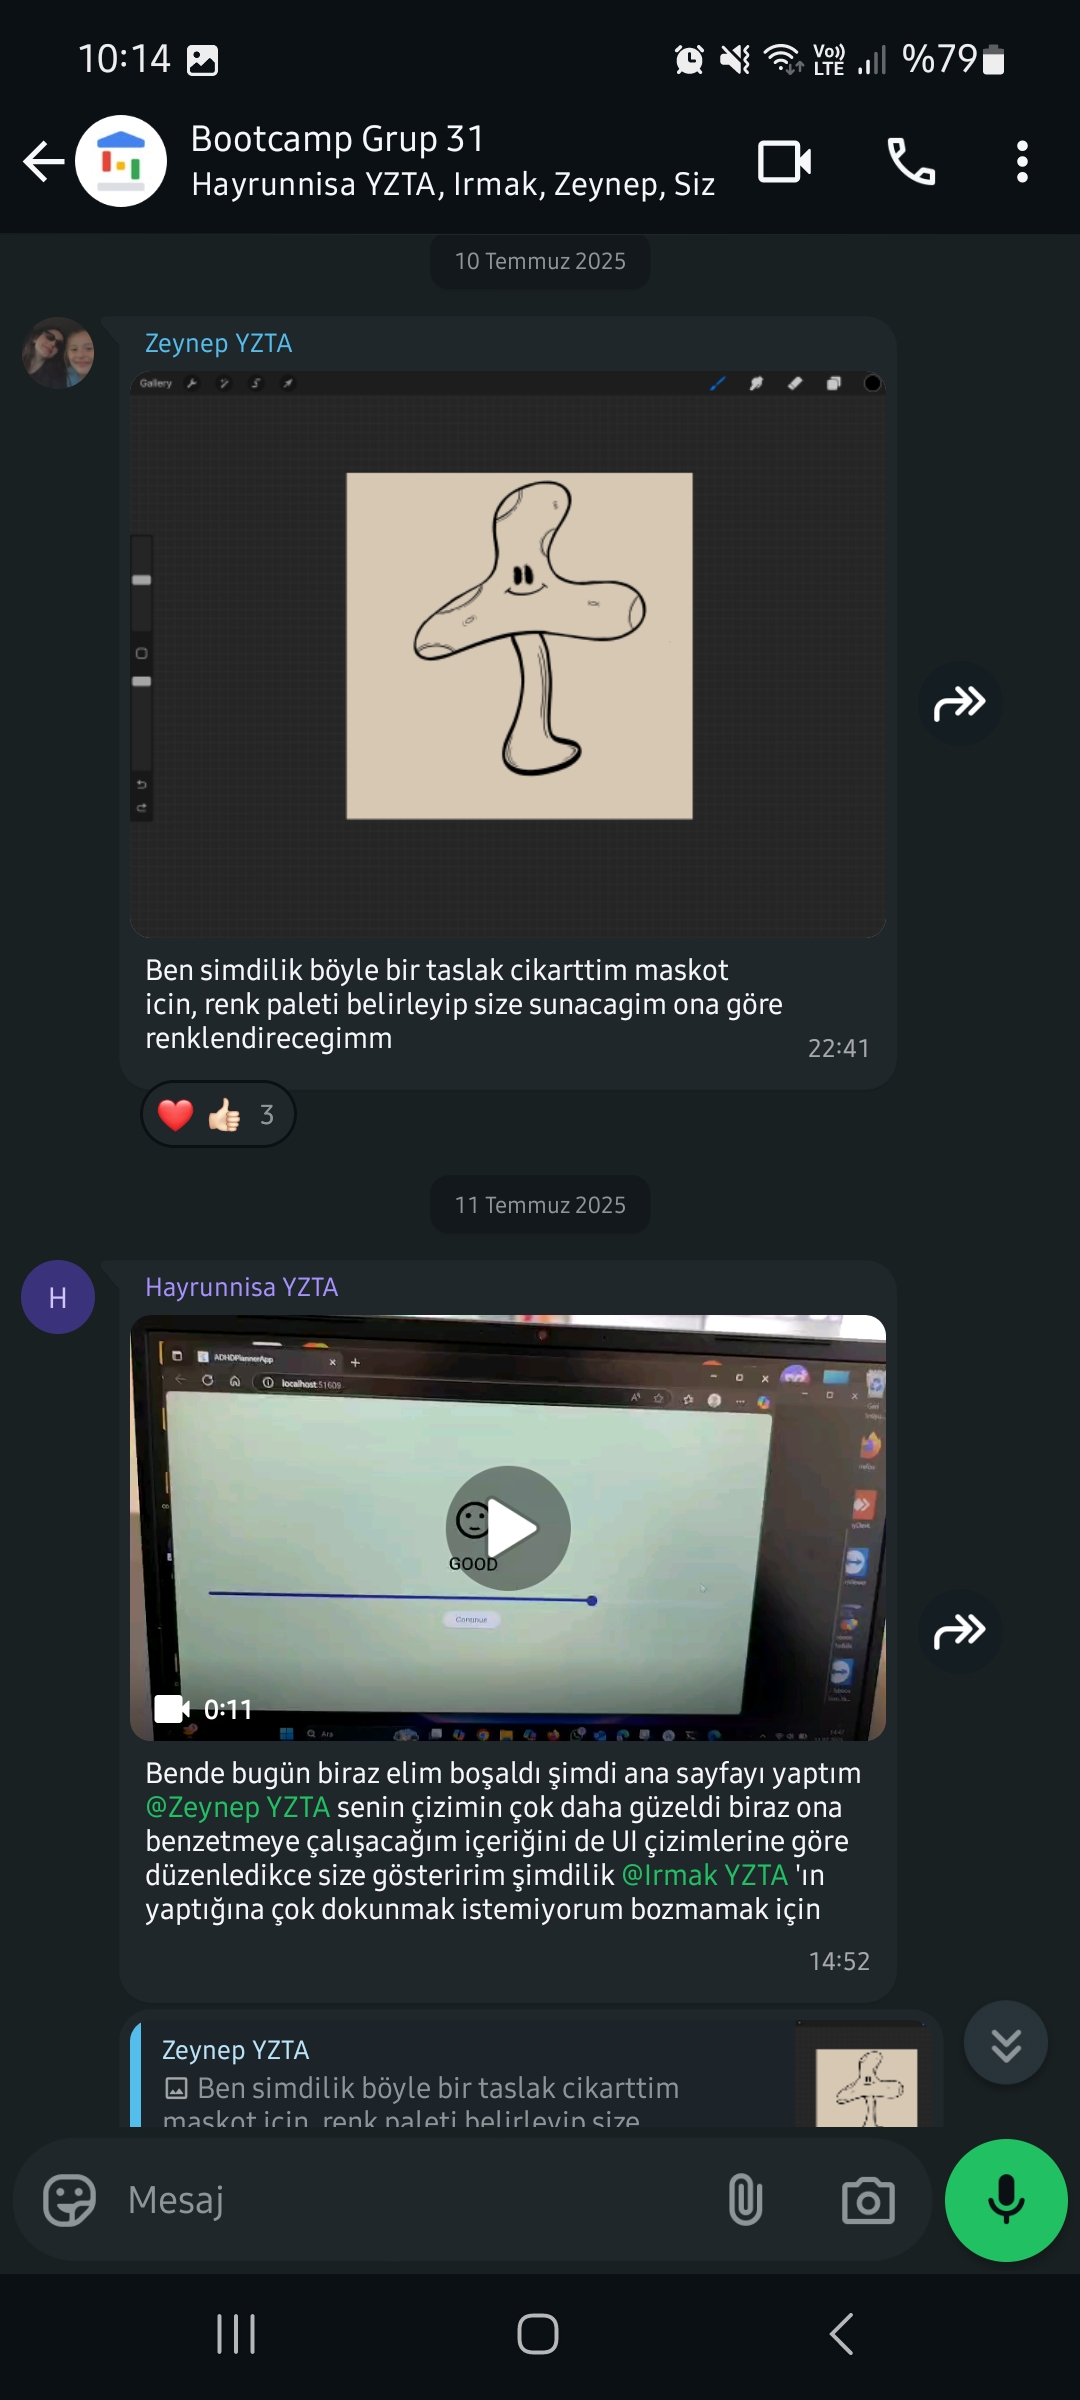 10:14
Vo))
LTE
%79
Bootcamp Grup 31
Hayrunnisa YZTA, Irmak, Zeynep, Siz
10 Temmuz 2025
Zeynep YZTA
Gallery
Ben simdilik böyle bir taslak cikarttim maskot
icin, renk paleti belirleyip size sunacagim ona göre
renklendirecegimm
22:41
3
11 Temmuz 2025
H
Hayrunnisa YZTA
ADHDPlannerApp
localhost:51609
GOOD
Continue
0:11
Ara
Bende bugün biraz elim boşaldı şimdi ana sayfayı yaptım
@Zeynep YZTA senin çizimin çok daha güzeldi biraz ona
benzetmeye çalışacağım içeriğini de UI çizimlerine göre
düzenledikce size gösteririm şimdilik @Irmak YZTA 'ın
yaptığına çok dokunmak istemiyorum bozmamak için
14:52
Zeynep YZTA
Ben simdilik böyle bir taslak cikarttim
maskot icin, renk paleti belirleyip size
Mesaj